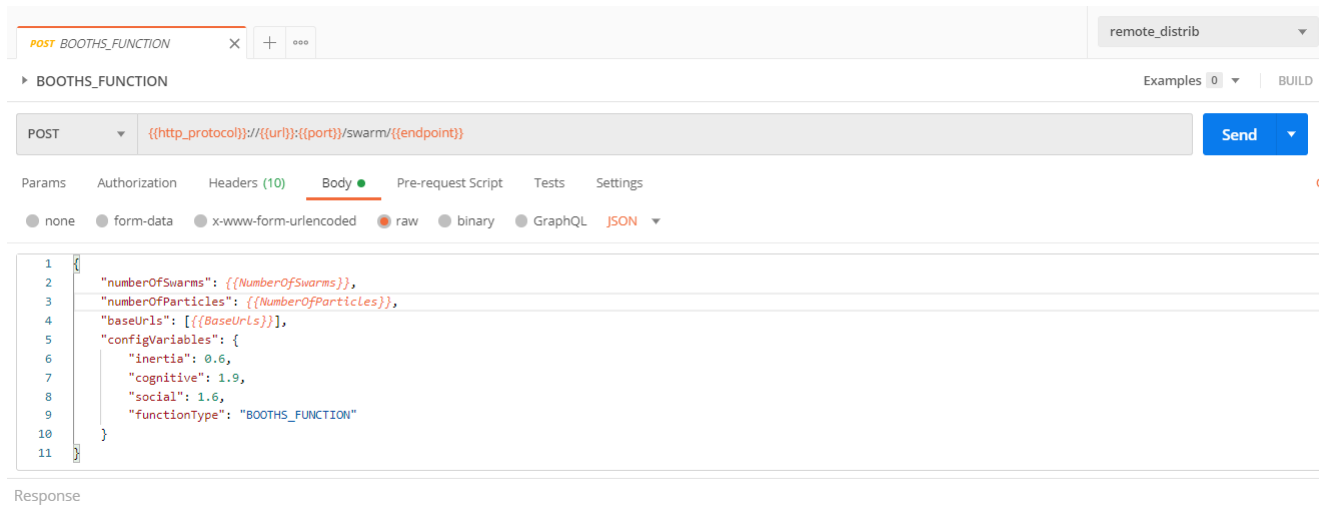 POST BOOTHS_FUNCTION
remote_distrib
BOOTHS_FUNCTION
Examples 0
BUILD
POST
{{http_protocol}}://{{url}}:{{port}}/swarm/{{endpoint}}
Send
Params Authorization Headers (10) Body Pre-request Script Tests Settings
none form-data x-www-form-urlencoded raw binary GraphQL JSON
1 {
2 "numberOfSwarms": {{NumberOfSwarms}},
3 "numberOfParticles": {{NumberOfParticles}},
4 "baseUrls": [{{BaseUrls}}],
5 "configVariables": {
6 "inertia": 0.6,
7 "cognitive": 1.9,
8 "social": 1.6,
9 "functionType": "BOOTHS_FUNCTION"
10 }
11 }
Response